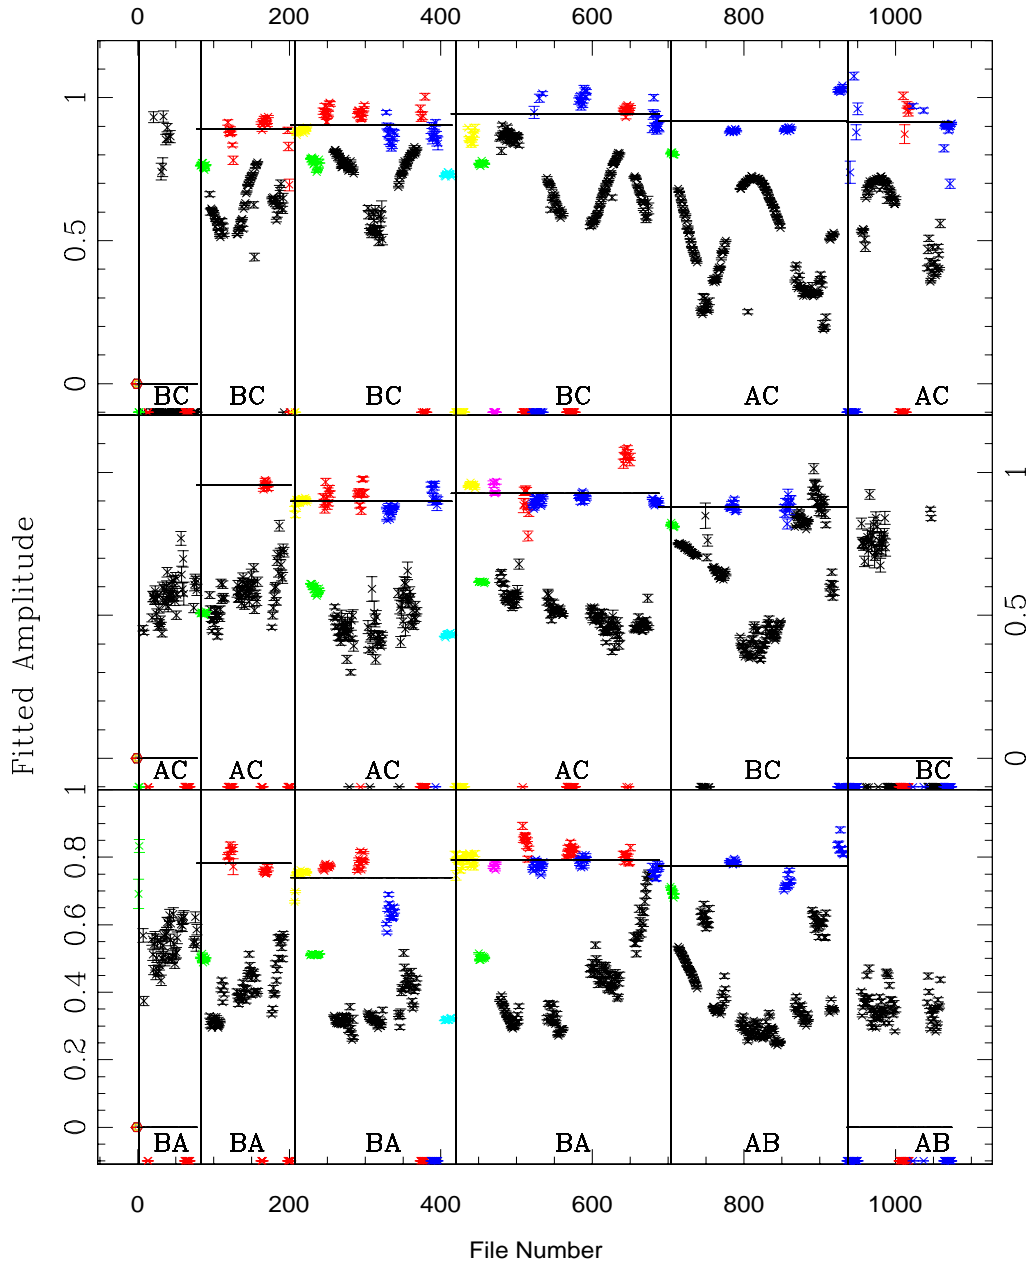 0 200 400 600 800 1000
1
0.5
0
BC BC BC BC AC AC
1
0.5
0
AC AC AC AC BC BC
1
0.8
0.6
0.4
0.2
0
BA BA BA BA AB AB
0 200 400 600 800 1000
File Number
Fitted Amplitude